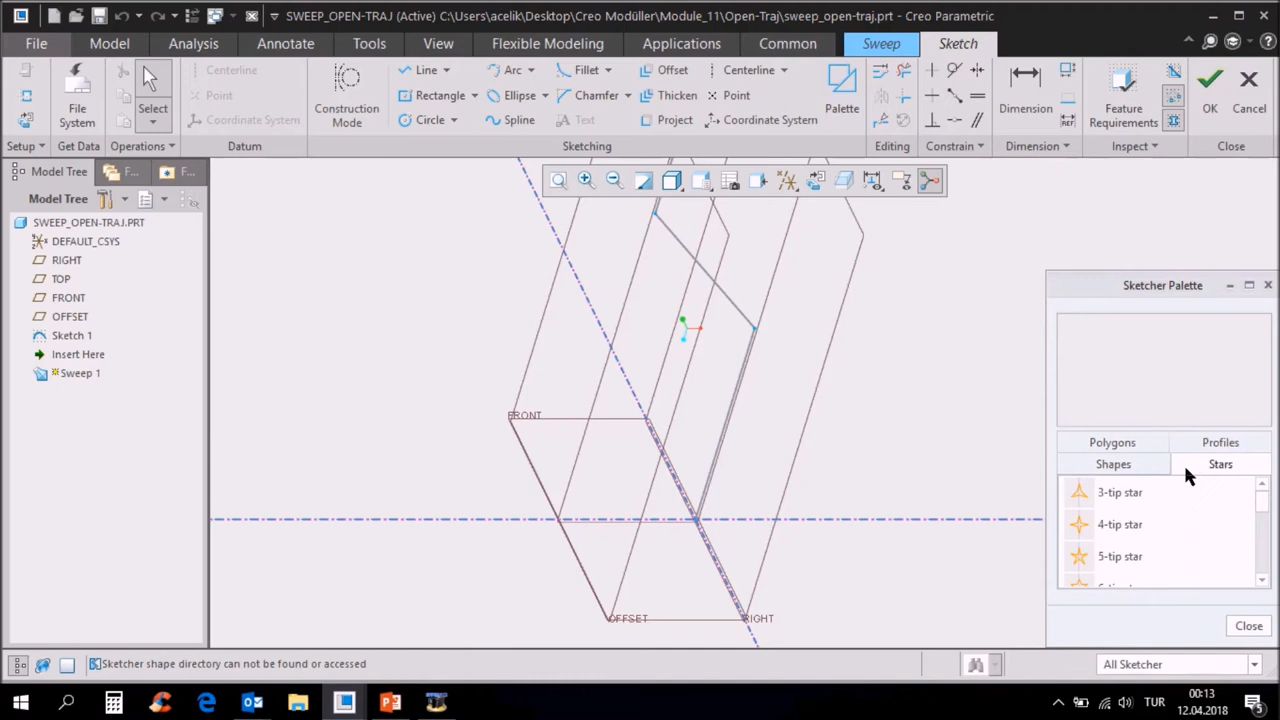 SWEEP_OPEN-TRAJ (Active) C:\Users\acelik\Desktop\Creo Modüller\Module_11\Open-Traj\sweep_open-traj.prt - Creo Parametric
File Model Analysis Annotate Tools View Flexible Modeling Applications Common Sweep Sketch
Centerline Line Arc Fillet Offset Centerline
File System Select Point Construction Mode Rectangle Ellipse Chamfer Thicken Point Palette Dimension Feature Requirements OK Cancel
Coordinate System Circle Spline Text Project Coordinate System
Setup Get Data Operations Datum Sketching Editing Constrain Dimension Inspect Close
REF
Model Tree F... F...
Model Tree
SWEEP_OPEN-TRAJ.PRT
DEFAULT_CSYS
RIGHT
TOP
FRONT
OFFSET
Sketch 1
Insert Here
Sweep 1
FRONT
OFFSET
RIGHT
Sketcher Palette
Polygons Profiles
Shapes Stars
3-tip star
4-tip star
5-tip star
Close
Sketcher shape directory can not be found or accessed
All Sketcher
TUR
00:13
12.04.2018
5